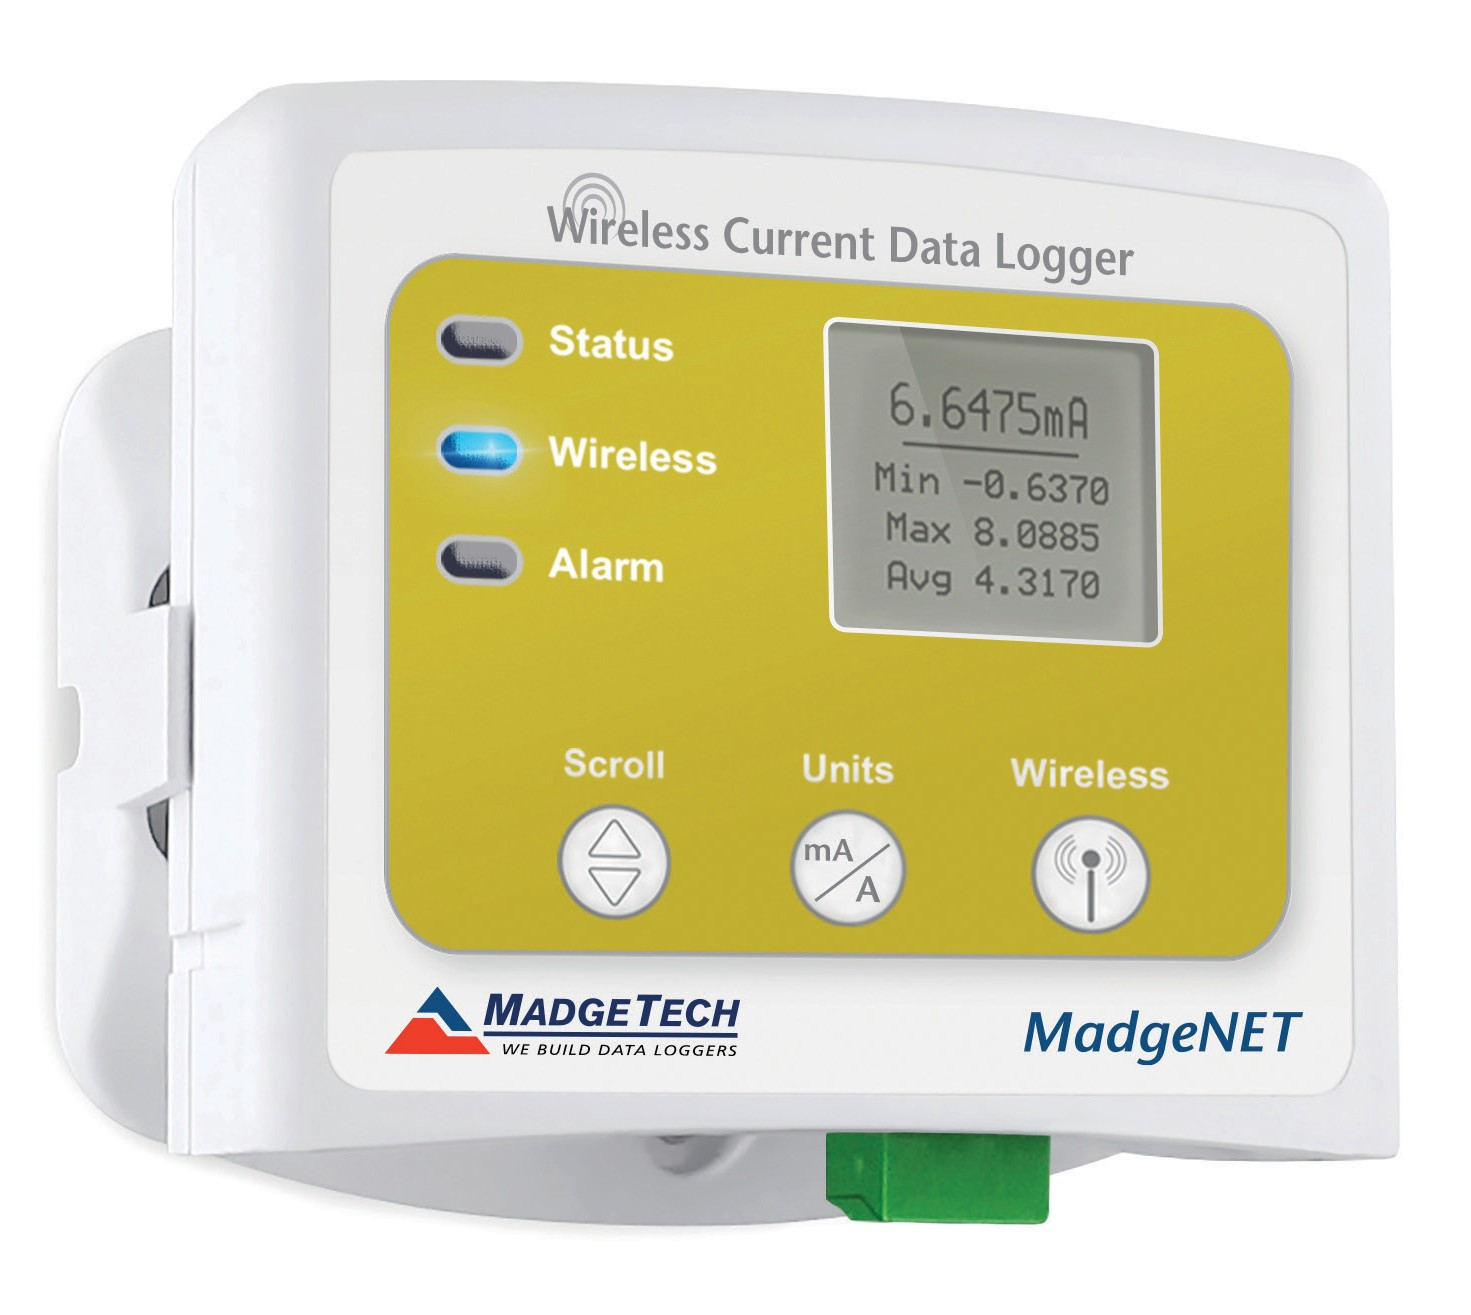 Wireless Current Data Logger
Status
Wireless
Alarm
6.6475mA
Min -0.6370
Max 8.0885
Avg 4.3170
Scroll
Units
Wireless
mA
A
MADGETECH
WE BUILD DATA LOGGERS
MadgeNET